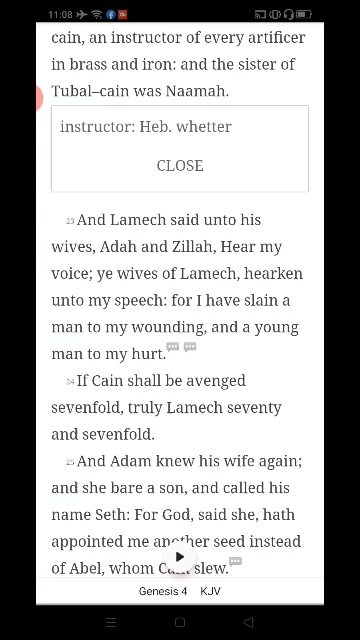 11:08
cain, an instructor of every artificer
in brass and iron: and the sister of
Tubal–cain was Naamah.
instructor: Heb. whetter
CLOSE
23 And Lamech said unto his
wives, Adah and Zillah, Hear my
voice; ye wives of Lamech, hearken
unto my speech: for I have slain a
man to my wounding, and a young
man to my hurt.
24 If Cain shall be avenged
sevenfold, truly Lamech seventy
and sevenfold.
25 And Adam knew his wife again;
and she bare a son, and called his
name Seth: For God, said she, hath
appointed me another seed instead
of Abel, whom Cain slew.
Genesis 4 KJV